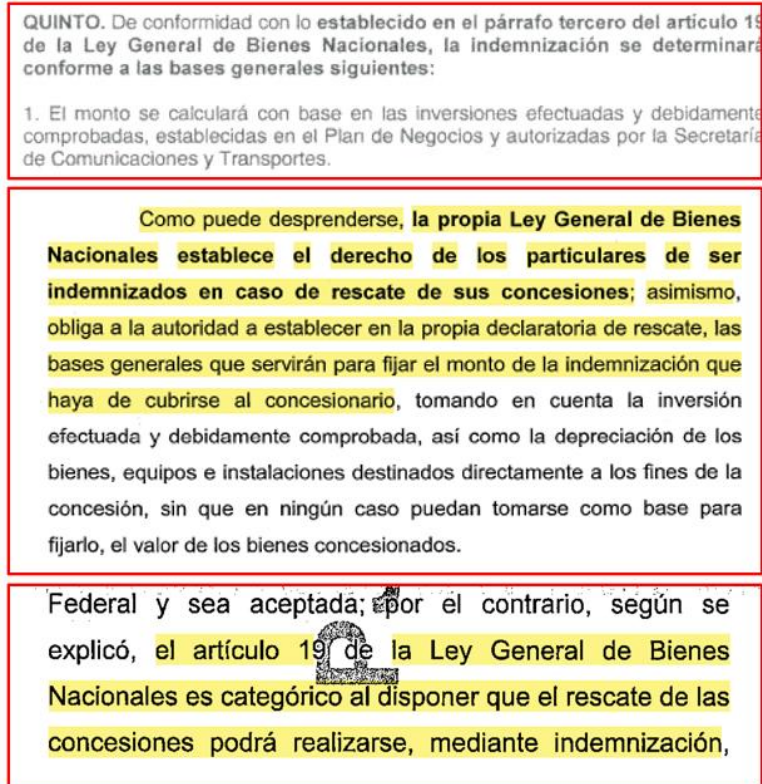 QUINTO. De conformidad con lo establecido en el párrafo tercero del artículo 19
de la Ley General de Bienes Nacionales, la indemnización se determinará
conforme a las bases generales siguientes:
1. El monto se calculará con base en las inversiones efectuadas y debidamente
comprobadas, establecidas en el Plan de Negocios y autorizadas por la Secretaría
de Comunicaciones y Transportes.
Como puede desprenderse, la propia Ley General de Bienes
Nacionales establece el derecho de los particulares de ser
indemnizados en caso de rescate de sus concesiones; asimismo,
obliga a la autoridad a establecer en la propia declaratoria de rescate, las
bases generales que servirán para fijar el monto de la indemnización que
haya de cubrirse al concesionario, tomando en cuenta la inversión
efectuada y debidamente comprobada, así como la depreciación de los
bienes, equipos e instalaciones destinados directamente a los fines de la
concesión, sin que en ningún caso puedan tomarse como base para
fijarlo, el valor de los bienes concesionados.
Federal y sea aceptada; por el contrario, según se
explicó, el artículo 19 de la Ley General de Bienes
Nacionales es categórico al disponer que el rescate de las
concesiones podrá realizarse, mediante indemnización,